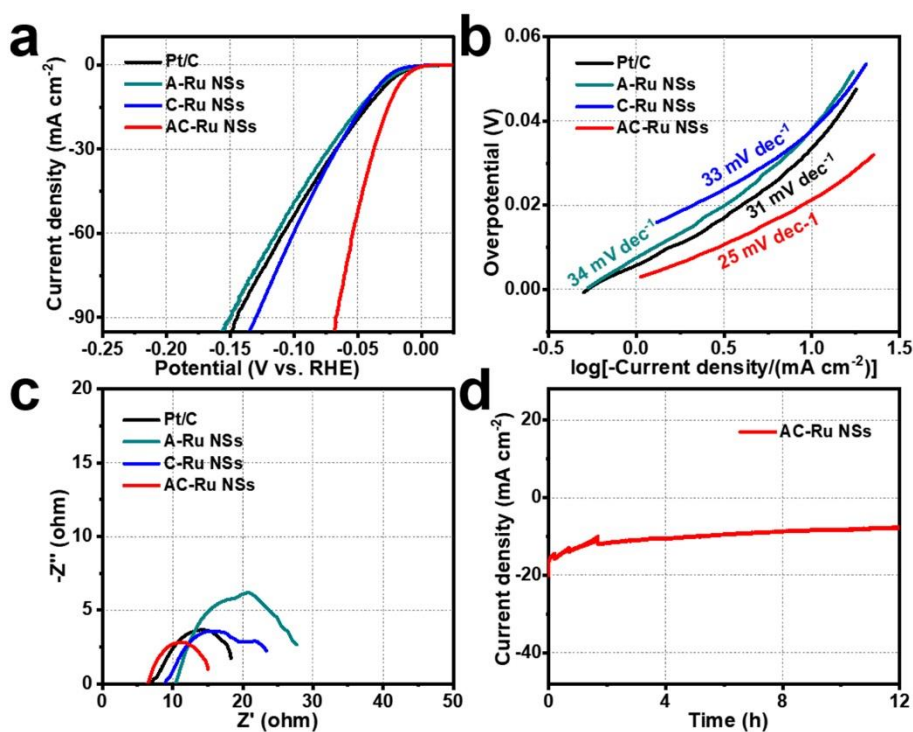 a
Pt/C
A-Ru NSs
C-Ru NSs
AC-Ru NSs
Current density (mA cm⁻²)
0
-30
-60
-90
-0.25 -0.20 -0.15 -0.10 -0.05 0.00
Potential (V vs. RHE)
b
Pt/C
A-Ru NSs
C-Ru NSs
AC-Ru NSs
Overpotential (V)
0.06
0.04
0.02
0.00
33 mV dec⁻¹
31 mV dec⁻¹
34 mV dec⁻¹
25 mV dec-1
-0.5 0.0 0.5 1.0 1.5
log[-Current density/(mA cm⁻²)]
c
Pt/C
A-Ru NSs
C-Ru NSs
AC-Ru NSs
-Z'' (ohm)
20
15
10
5
0
0 10 20 30 40 50
Z' (ohm)
d
AC-Ru NSs
Current density (mA cm⁻²)
20
0
-20
-40
0 4 8 12
Time (h)